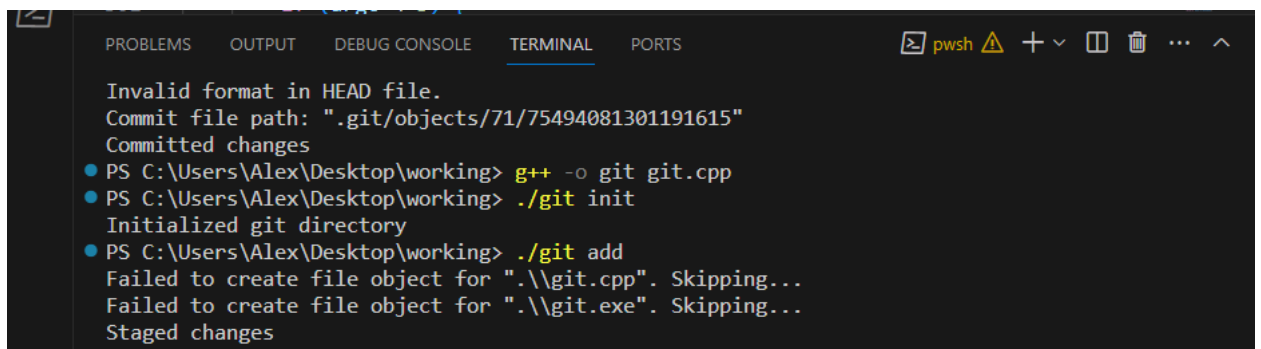 PROBLEMS OUTPUT DEBUG CONSOLE TERMINAL PORTS pwsh
Invalid format in HEAD file.
Commit file path: ".git/objects/71/75494081301191615"
Committed changes
PS C:\Users\Alex\Desktop\working> g++ -o git git.cpp
PS C:\Users\Alex\Desktop\working> ./git init
Initialized git directory
PS C:\Users\Alex\Desktop\working> ./git add
Failed to create file object for ".\\git.cpp". Skipping...
Failed to create file object for ".\\git.exe". Skipping...
Staged changes